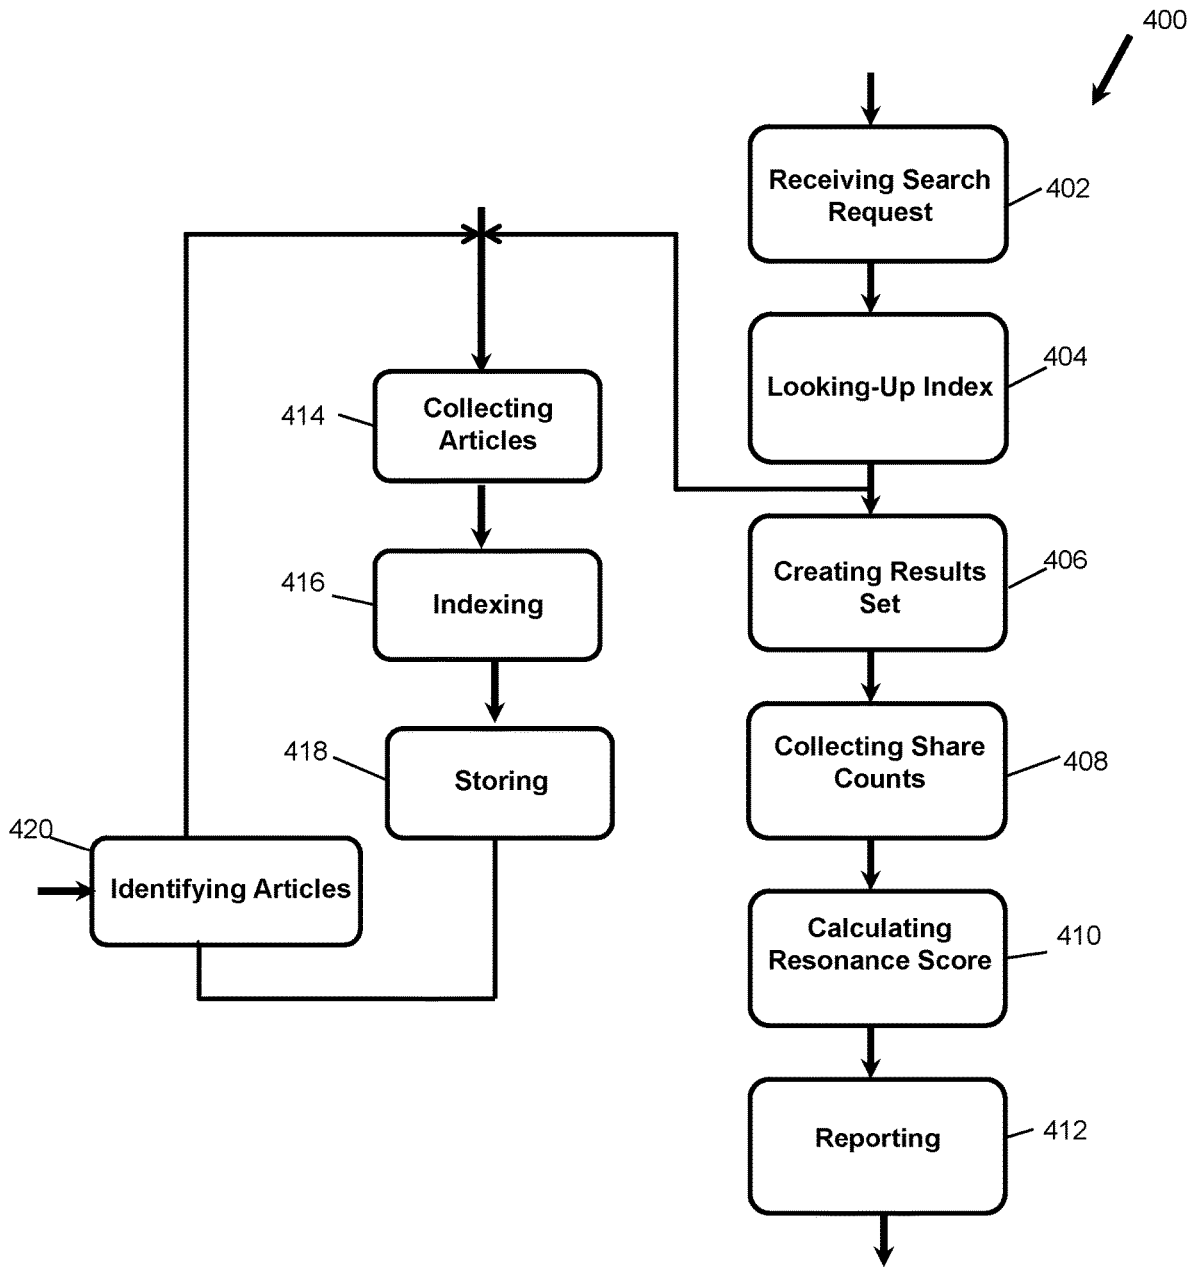 400
Receiving Search
Request
402
Looking-Up Index
404
Collecting
Articles
414
Creating Results
Set
406
Indexing
416
Collecting Share
Counts
408
Storing
418
420
Identifying Articles
Calculating
Resonance Score
410
Reporting
412